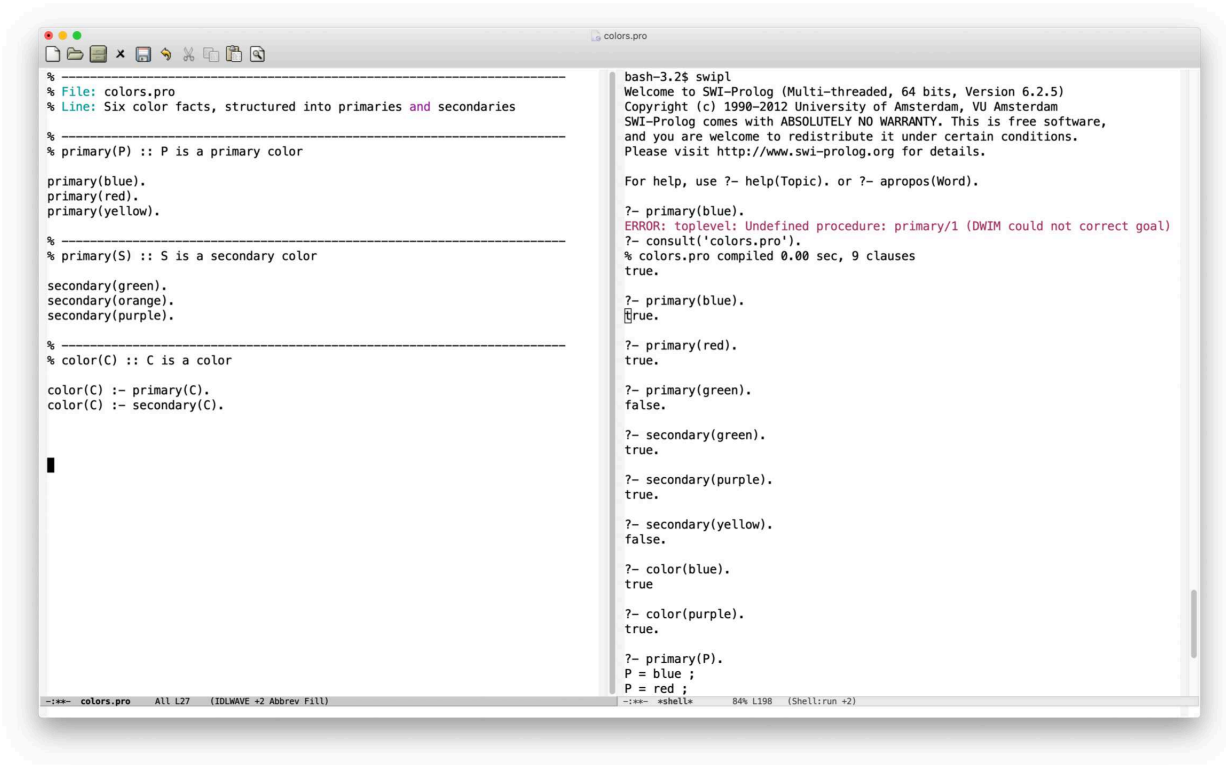 colors.pro
% -----------------------------------------------------------------------
% File: colors.pro
% Line: Six color facts, structured into primaries and secondaries
% -----------------------------------------------------------------------
% primary(P) :: P is a primary color
primary(blue).
primary(red).
primary(yellow).
% -----------------------------------------------------------------------
% primary(S) :: S is a secondary color
secondary(green).
secondary(orange).
secondary(purple).
% -----------------------------------------------------------------------
% color(C) :: C is a color
color(C) :- primary(C).
color(C) :- secondary(C).
-:**- colors.pro All L27 (IDLWAVE +2 Abbrev Fill)
bash-3.2$ swipl
Welcome to SWI-Prolog (Multi-threaded, 64 bits, Version 6.2.5)
Copyright (c) 1990-2012 University of Amsterdam, VU Amsterdam
SWI-Prolog comes with ABSOLUTELY NO WARRANTY. This is free software,
and you are welcome to redistribute it under certain conditions.
Please visit http://www.swi-prolog.org for details.
For help, use ?- help(Topic). or ?- apropos(Word).
?- primary(blue).
ERROR: toplevel: Undefined procedure: primary/1 (DWIM could not correct goal)
?- consult('colors.pro').
% colors.pro compiled 0.00 sec, 9 clauses
true.
?- primary(blue).
true.
?- primary(red).
true.
?- primary(green).
false.
?- secondary(green).
true.
?- secondary(purple).
true.
?- secondary(yellow).
false.
?- color(blue).
true
?- color(purple).
true.
?- primary(P).
P = blue ;
P = red ;
-:**- *shell* 84% L198 (Shell:run +2)